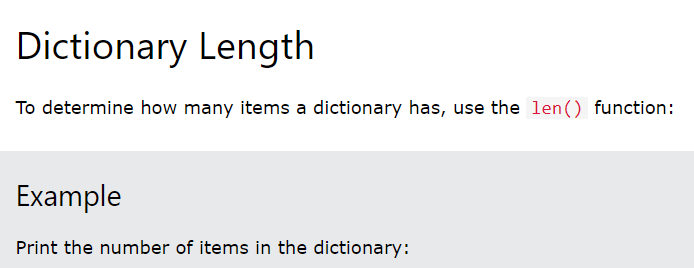 Dictionary Length
To determine how many items a dictionary has, use the len() function:
Example
Print the number of items in the dictionary: